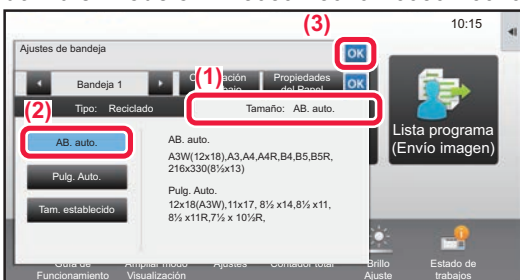 (3)
10:15
Ajustes de bandeja
OK
(1)
Bandeja 1
Propiedades
del Panel
OK
(2)
Tipo: Reciclado
Tamaño: AB. auto.
Lista programa
(Envío imagen)
AB. auto.
Pulg. Auto.
Tam. establecido
AB. auto.
A3W(12x18),A3,A4,A4R,B4,B5,B5R,
216x330(8½x13)
Pulg. Auto.
12x18(A3W),11x17, 8½ x14,8½ x11,
8½ x11R,7½ x 10½R,
Guía de
Funcionamiento
Ampliar modo
Visualización
Ajustes
Contador total
Brillo
Ajuste
Estado de
trabajos